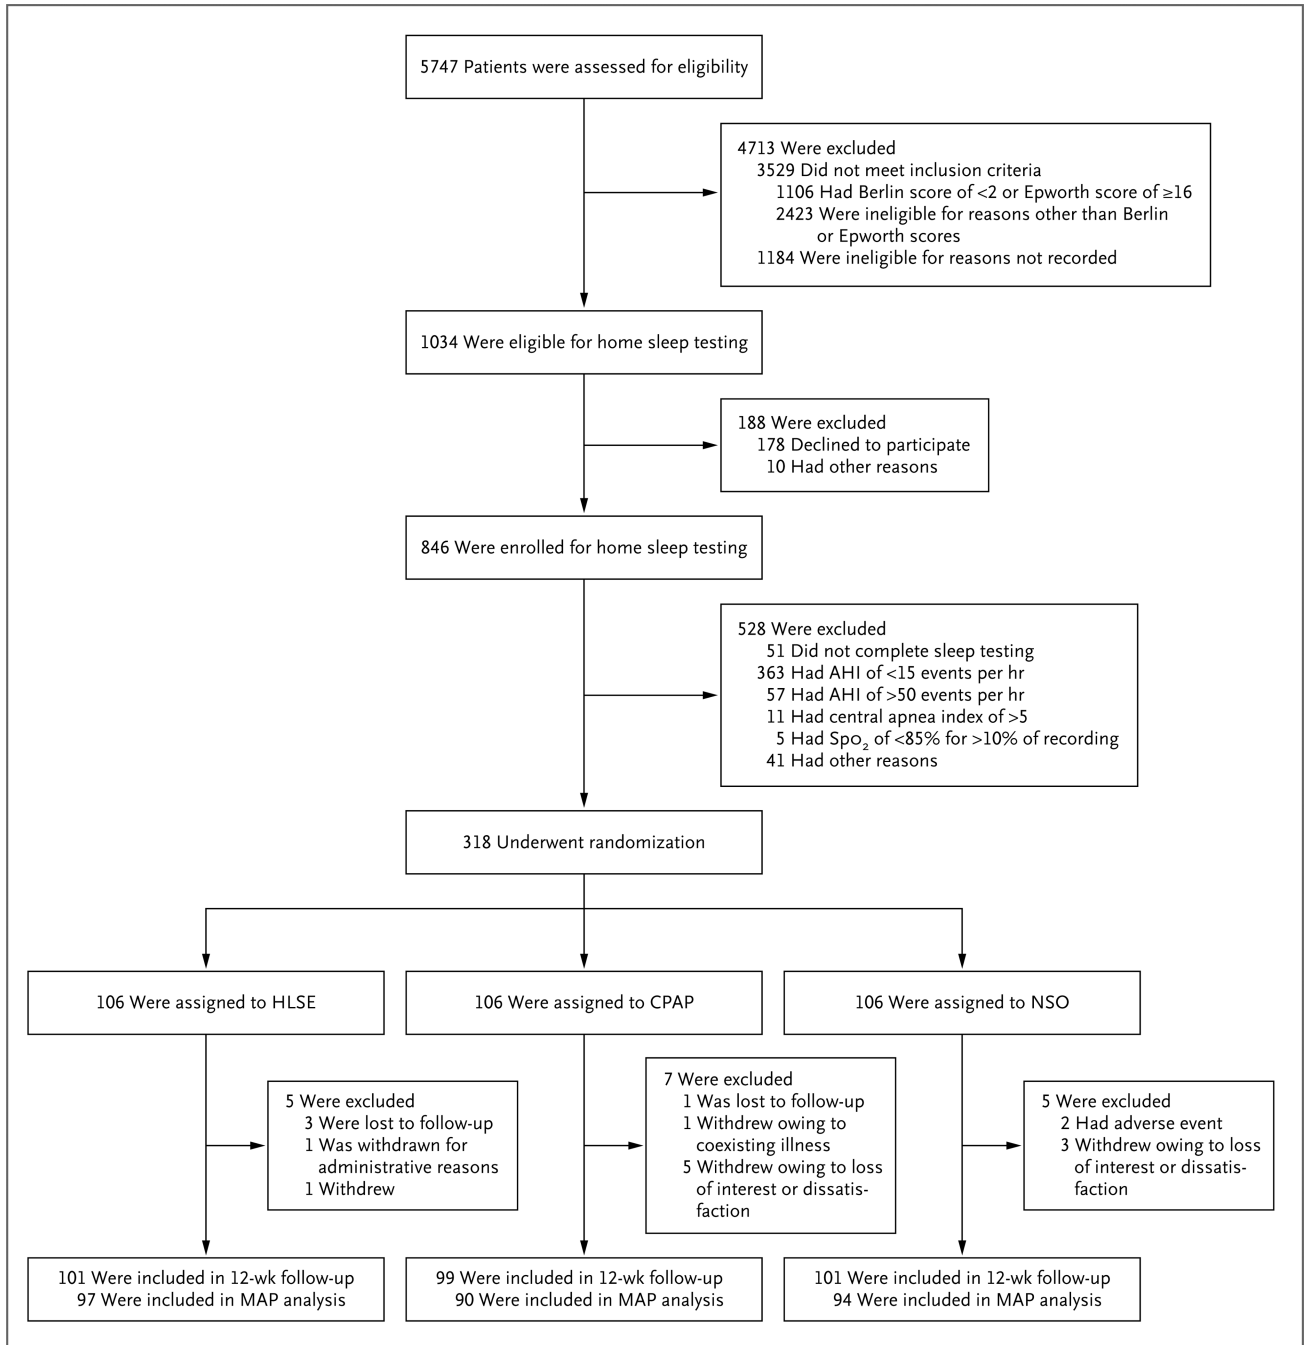 5747 Patients were assessed for eligibility
4713 Were excluded
3529 Did not meet inclusion criteria
1106 Had Berlin score of <2 or Epworth score of ≥16
2423 Were ineligible for reasons other than Berlin
or Epworth scores
1184 Were ineligible for reasons not recorded
1034 Were eligible for home sleep testing
188 Were excluded
178 Declined to participate
10 Had other reasons
846 Were enrolled for home sleep testing
528 Were excluded
51 Did not complete sleep testing
363 Had AHI of <15 events per hr
57 Had AHI of >50 events per hr
11 Had central apnea index of >5
5 Had Spo₂ of <85% for >10% of recording
41 Had other reasons
318 Underwent randomization
106 Were assigned to HLSE
106 Were assigned to CPAP
106 Were assigned to NSO
5 Were excluded
3 Were lost to follow-up
1 Was withdrawn for
administrative reasons
1 Withdrew
7 Were excluded
1 Was lost to follow-up
1 Withdrew owing to
coexisting illness
5 Withdrew owing to loss
of interest or dissatis-
faction
5 Were excluded
2 Had adverse event
3 Withdrew owing to loss
of interest or dissatis-
faction
101 Were included in 12-wk follow-up
97 Were included in MAP analysis
99 Were included in 12-wk follow-up
90 Were included in MAP analysis
101 Were included in 12-wk follow-up
94 Were included in MAP analysis